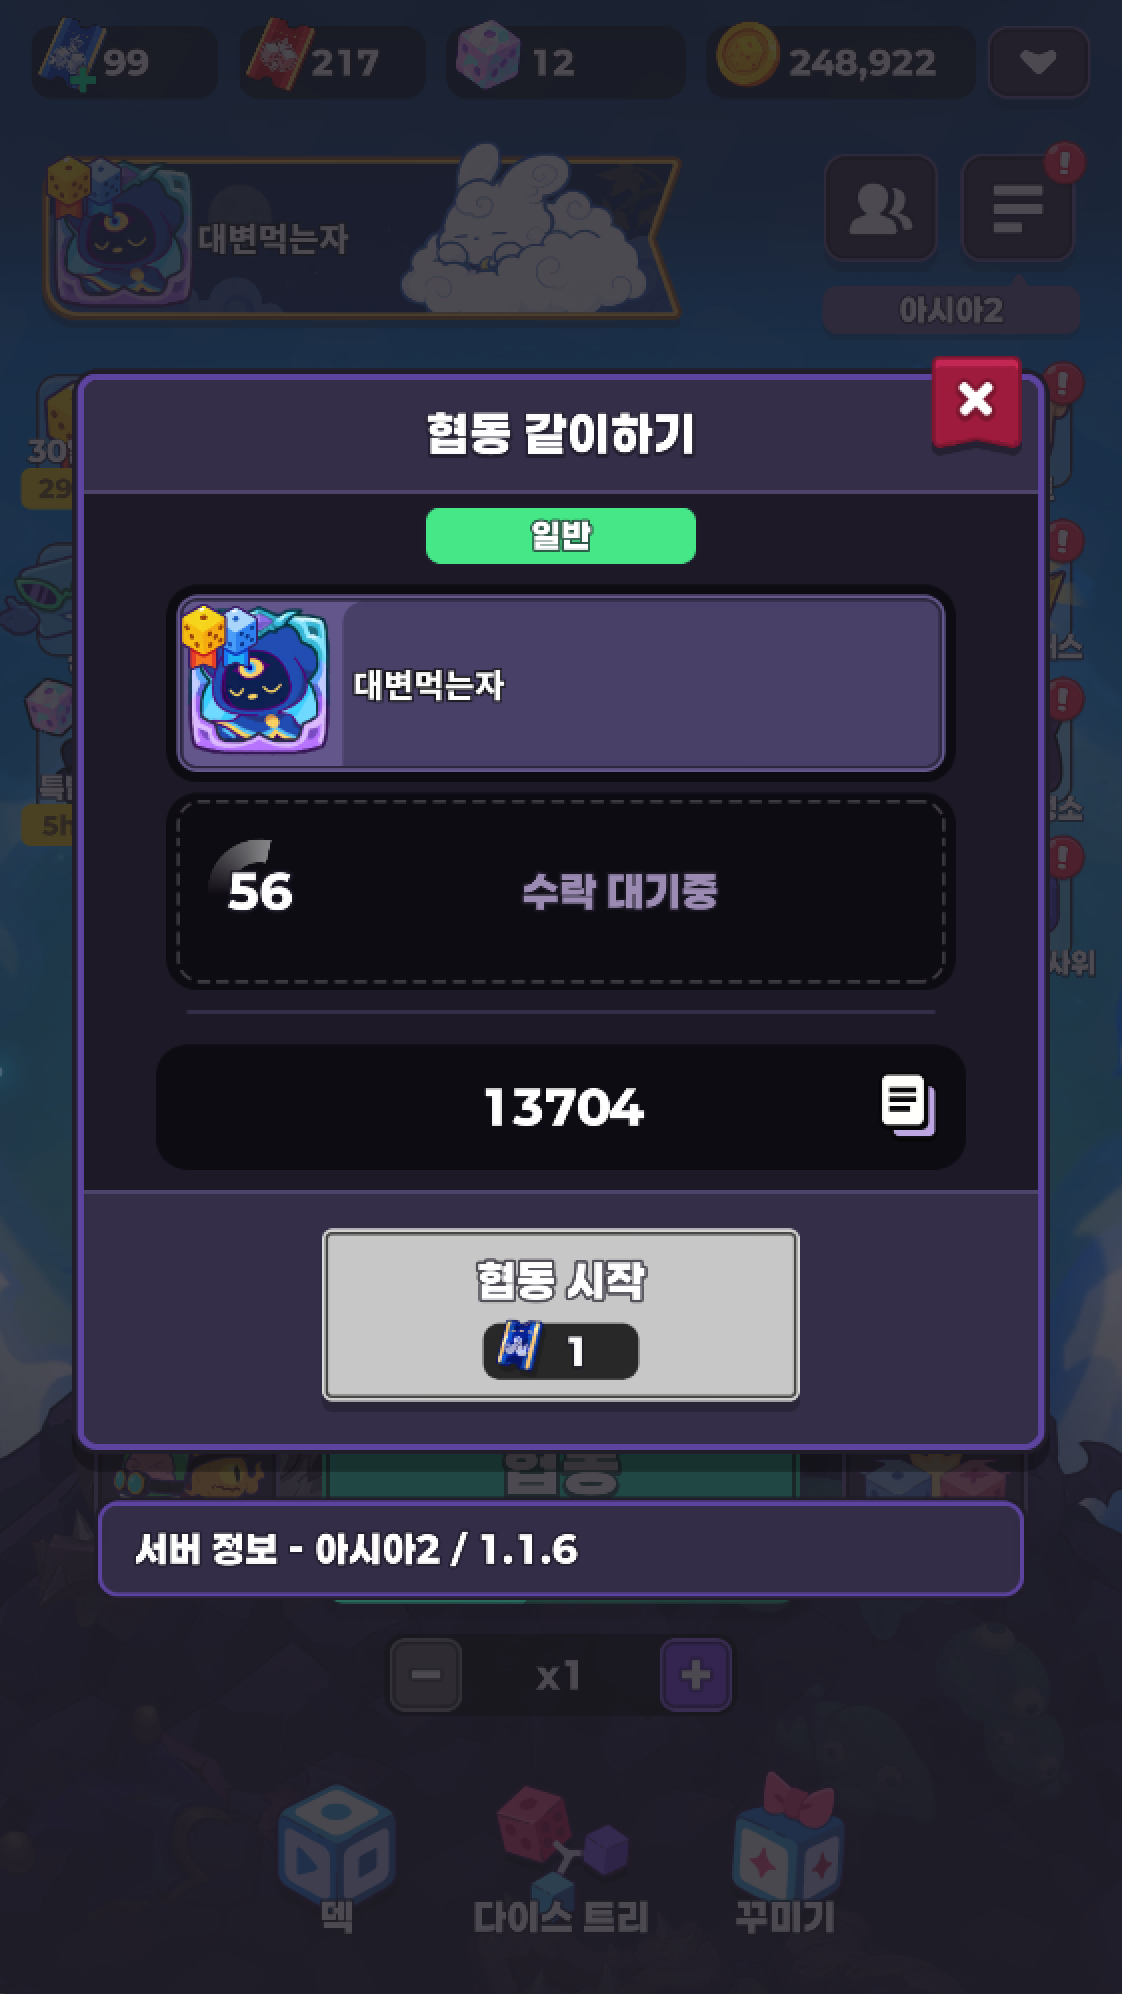 99
217
12
248,922
대변먹는자
아시아2
협동 같이하기
일반
대변먹는자
56
수락 대기중
13704
협동 시작
1
협동
서버 정보 - 아시아2 / 1.1.6
x1
덱
다이스 트리
꾸미기